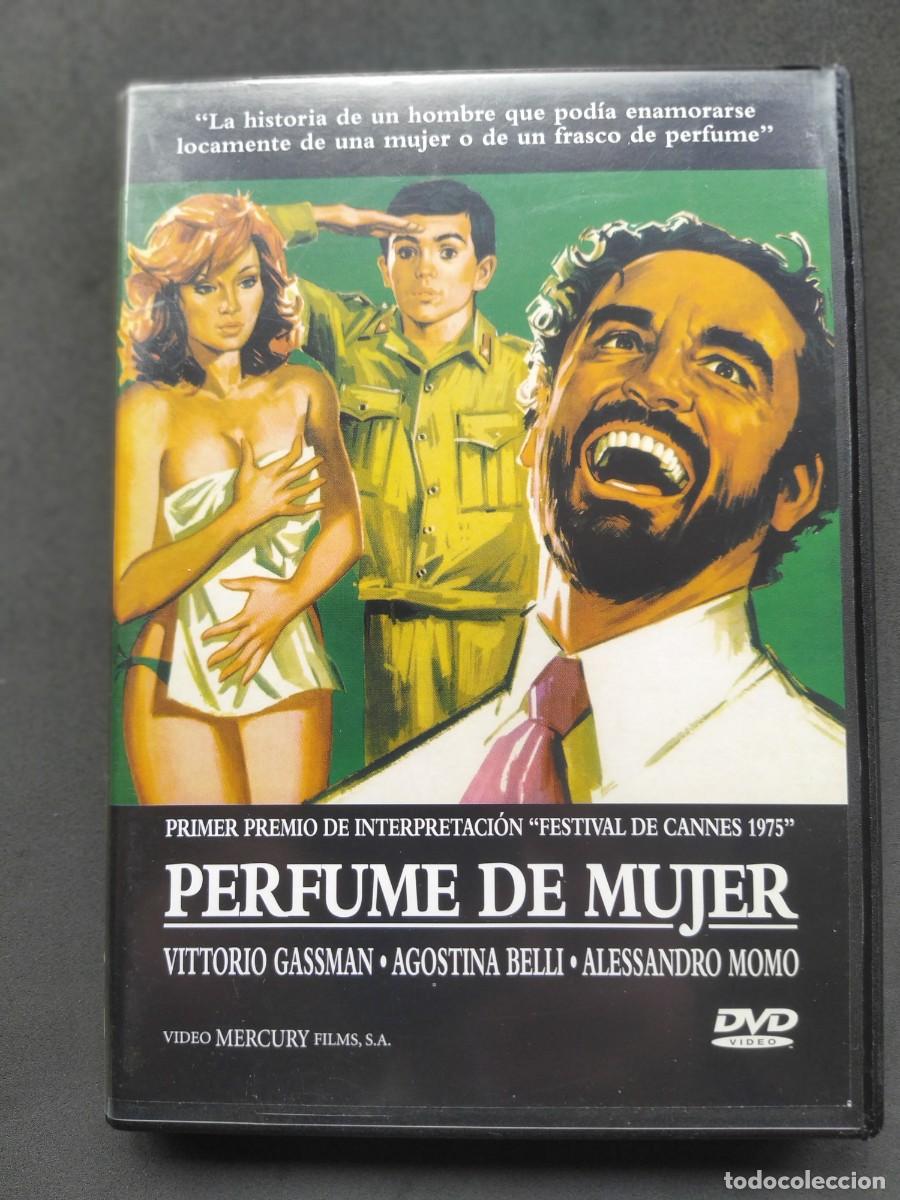 “La historia de un hombre que podía enamorarse
locamente de una mujer o de un frasco de perfume”
PRIMER PREMIO DE INTERPRETACIÓN “FESTIVAL DE CANNES 1975”
PERFUME DE MUJER
VITTORIO GASSMAN • AGOSTINA BELLI • ALESSANDRO MOMO
VIDEO MERCURY FILMS, S.A.
DVD
VIDEO
todocoleccion